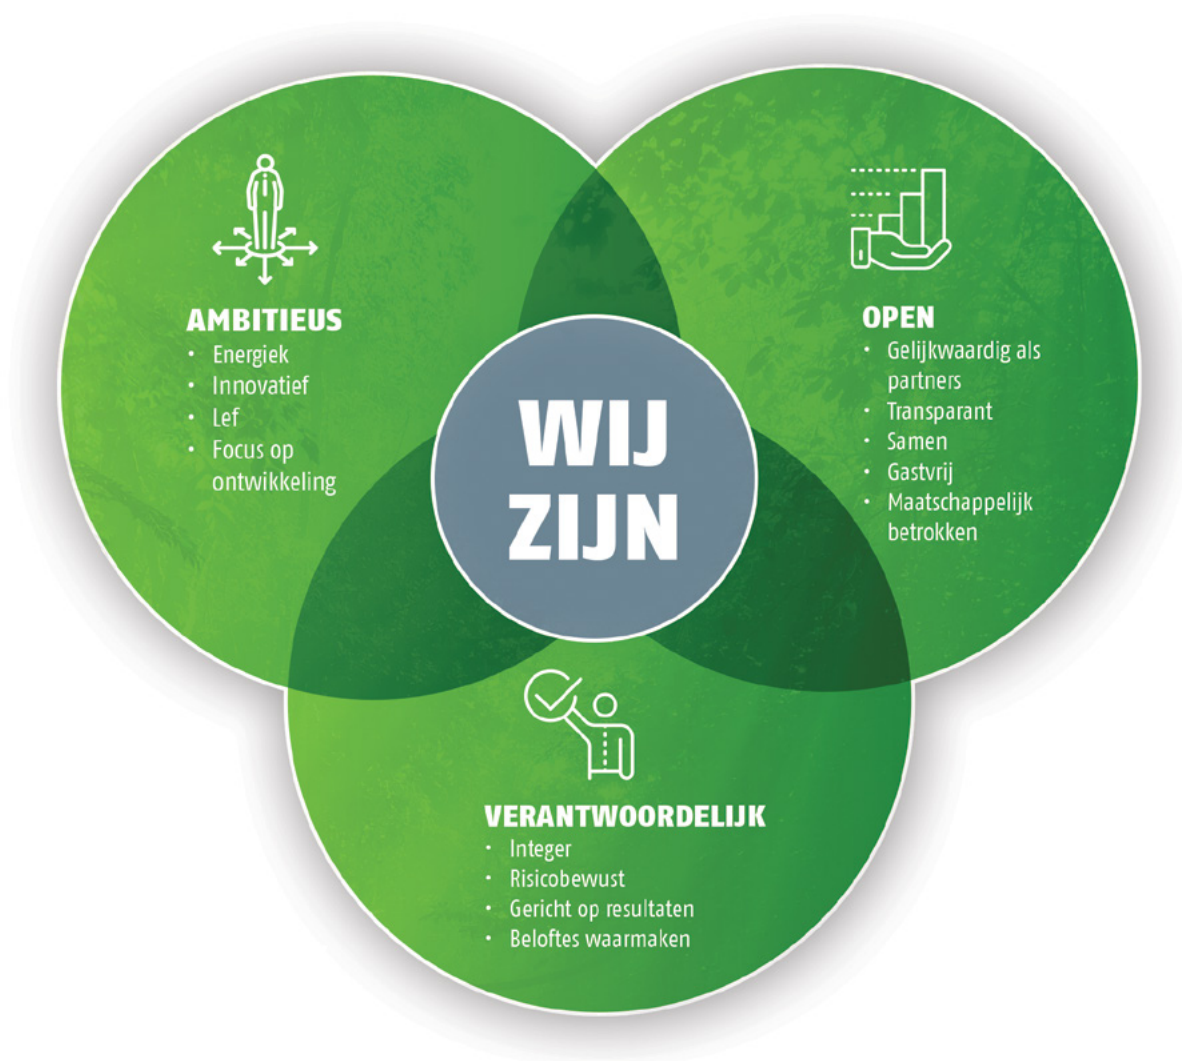 AMBITIEUS
• Energiek
• Innovatief
• Lef
• Focus op
ontwikkeling
OPEN
• Gelijkwaardig als
partners
• Transparant
• Samen
• Gastvrij
• Maatschappelijk
betrokken
WIJ
ZIJN
VERANTWOORDELIJK
• Integer
• Risicobewust
• Gericht op resultaten
• Beloftes waarmaken